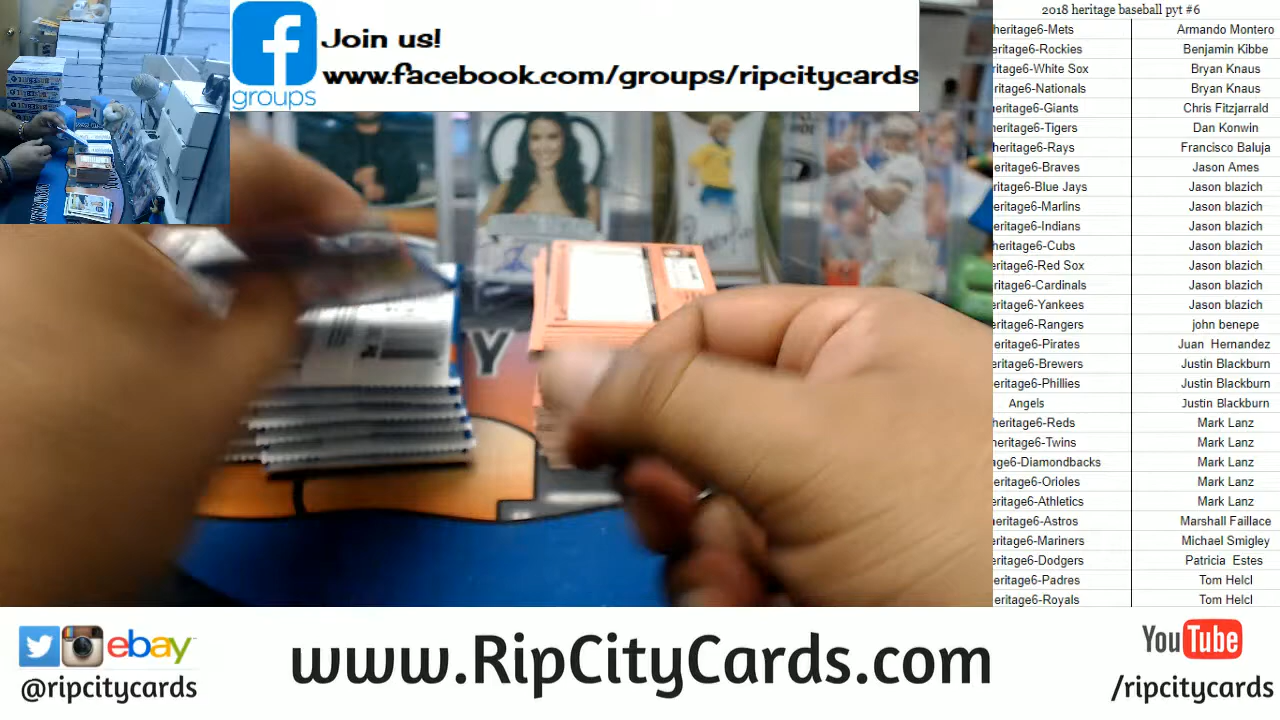 Join us!
www.facebook.com/groups/ripcitycards
groups
2018 heritage baseball pyt #6
heritage6-Mets Armando Montero
eritage6-Rockies Benjamin Kibbe
eritage6-White Sox Bryan Knaus
eritage6-Nationals Bryan Knaus
heritage6-Giants Chris Fitzjarrald
heritage6-Tigers Dan Konwin
heritage6-Rays Francisco Baluja
eritage6-Braves Jason Ames
ritage6-Blue Jays Jason blazich
eritage6-Marlins Jason blazich
eritage6-Indians Jason blazich
heritage6-Cubs Jason blazich
eritage6-Red Sox Jason blazich
ritage6-Cardinals Jason blazich
ritage6-Yankees Jason blazich
eritage6-Rangers john benepe
eritage6-Pirates Juan Hernandez
eritage6-Brewers Justin Blackburn
eritage6-Phillies Justin Blackburn
Angels Justin Blackburn
heritage6-Reds Mark Lanz
heritage6-Twins Mark Lanz
age6-Diamondbacks Mark Lanz
eritage6-Orioles Mark Lanz
ritage6-Athletics Mark Lanz
eritage6-Astros Marshall Faillace
ritage6-Mariners Michael Smigley
eritage6-Dodgers Patricia Estes
eritage6-Padres Tom Helcl
eritage6-Royals Tom Helcl
Y
ebay
@ripcitycards
www.RipCityCards.com
YouTube
/ripcitycards